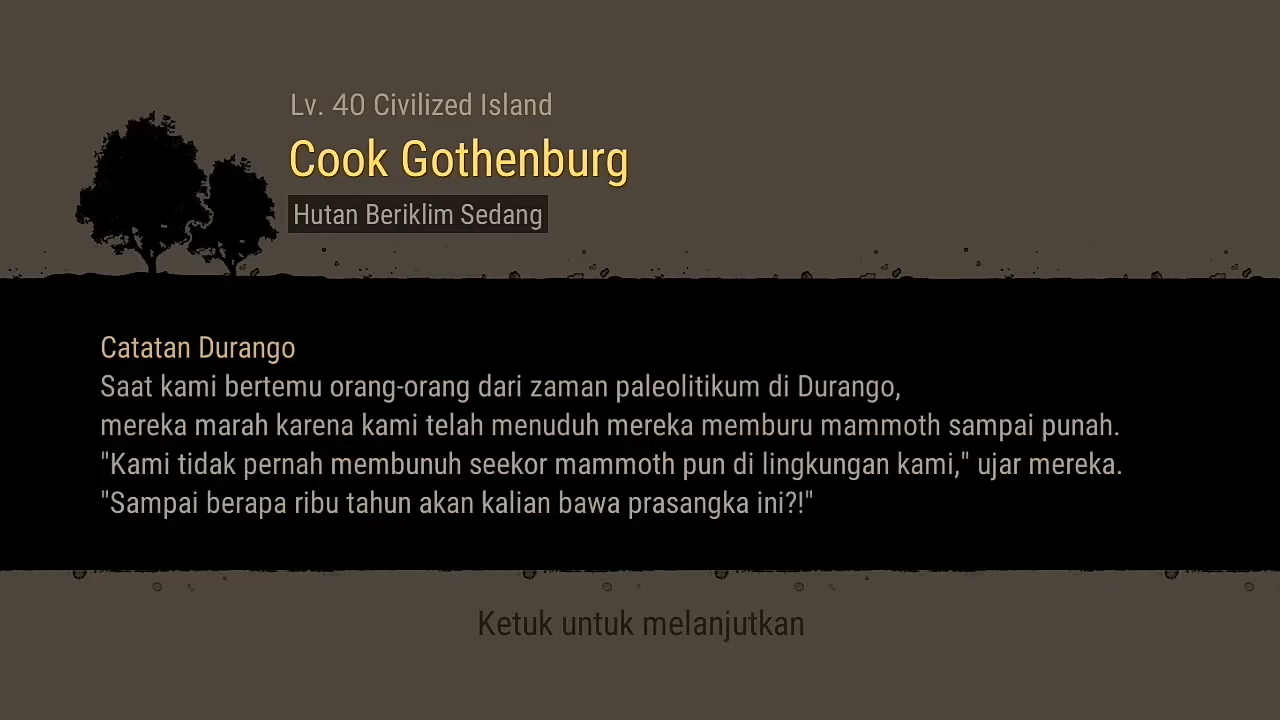 Lv. 40 Civilized Island
Cook Gothenburg
Hutan Beriklim Sedang
Catatan Durango
Saat kami bertemu orang-orang dari zaman paleolitikum di Durango,
mereka marah karena kami telah menuduh mereka memburu mammoth sampai punah.
"Kami tidak pernah membunuh seekor mammoth pun di lingkungan kami," ujar mereka.
"Sampai berapa ribu tahun akan kalian bawa prasangka ini?!"
Ketuk untuk melanjutkan